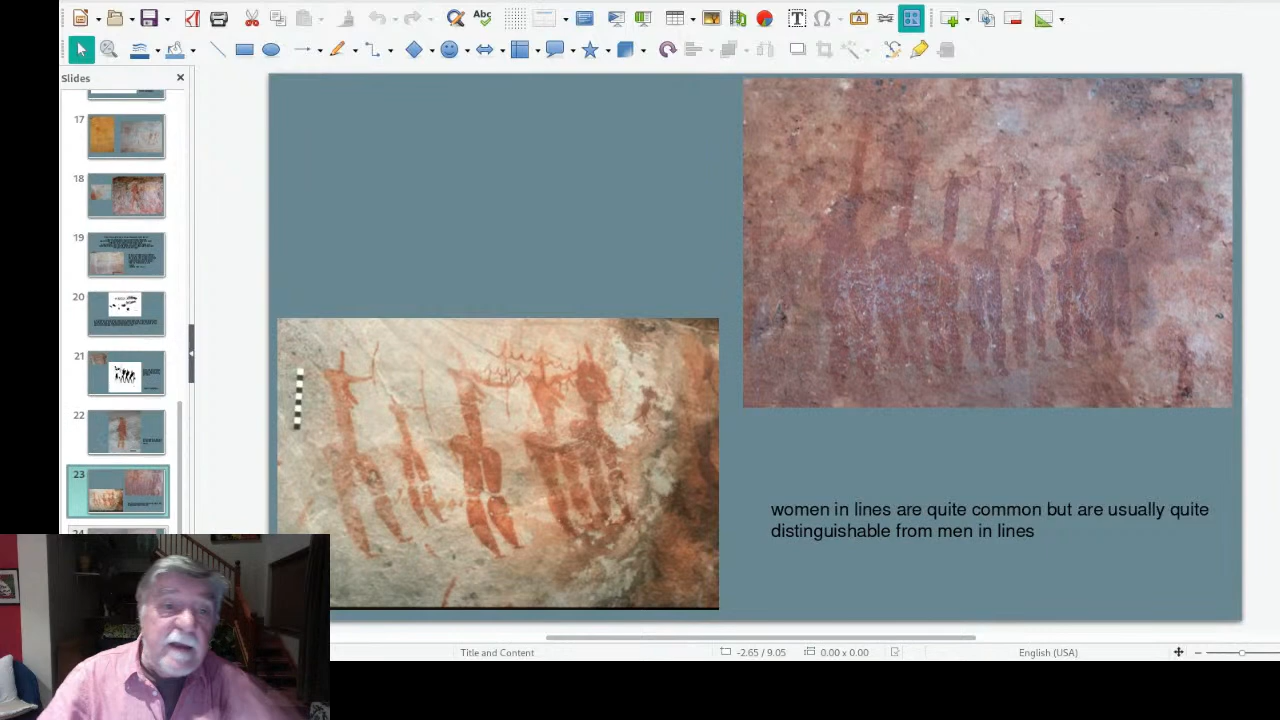 Abc
Slides
17
18
19
20
21
22
23
women in lines are quite common but are usually quite
distinguishable from men in lines
Title and Content
-2.65 / 9.05
0.00 x 0.00
English (USA)